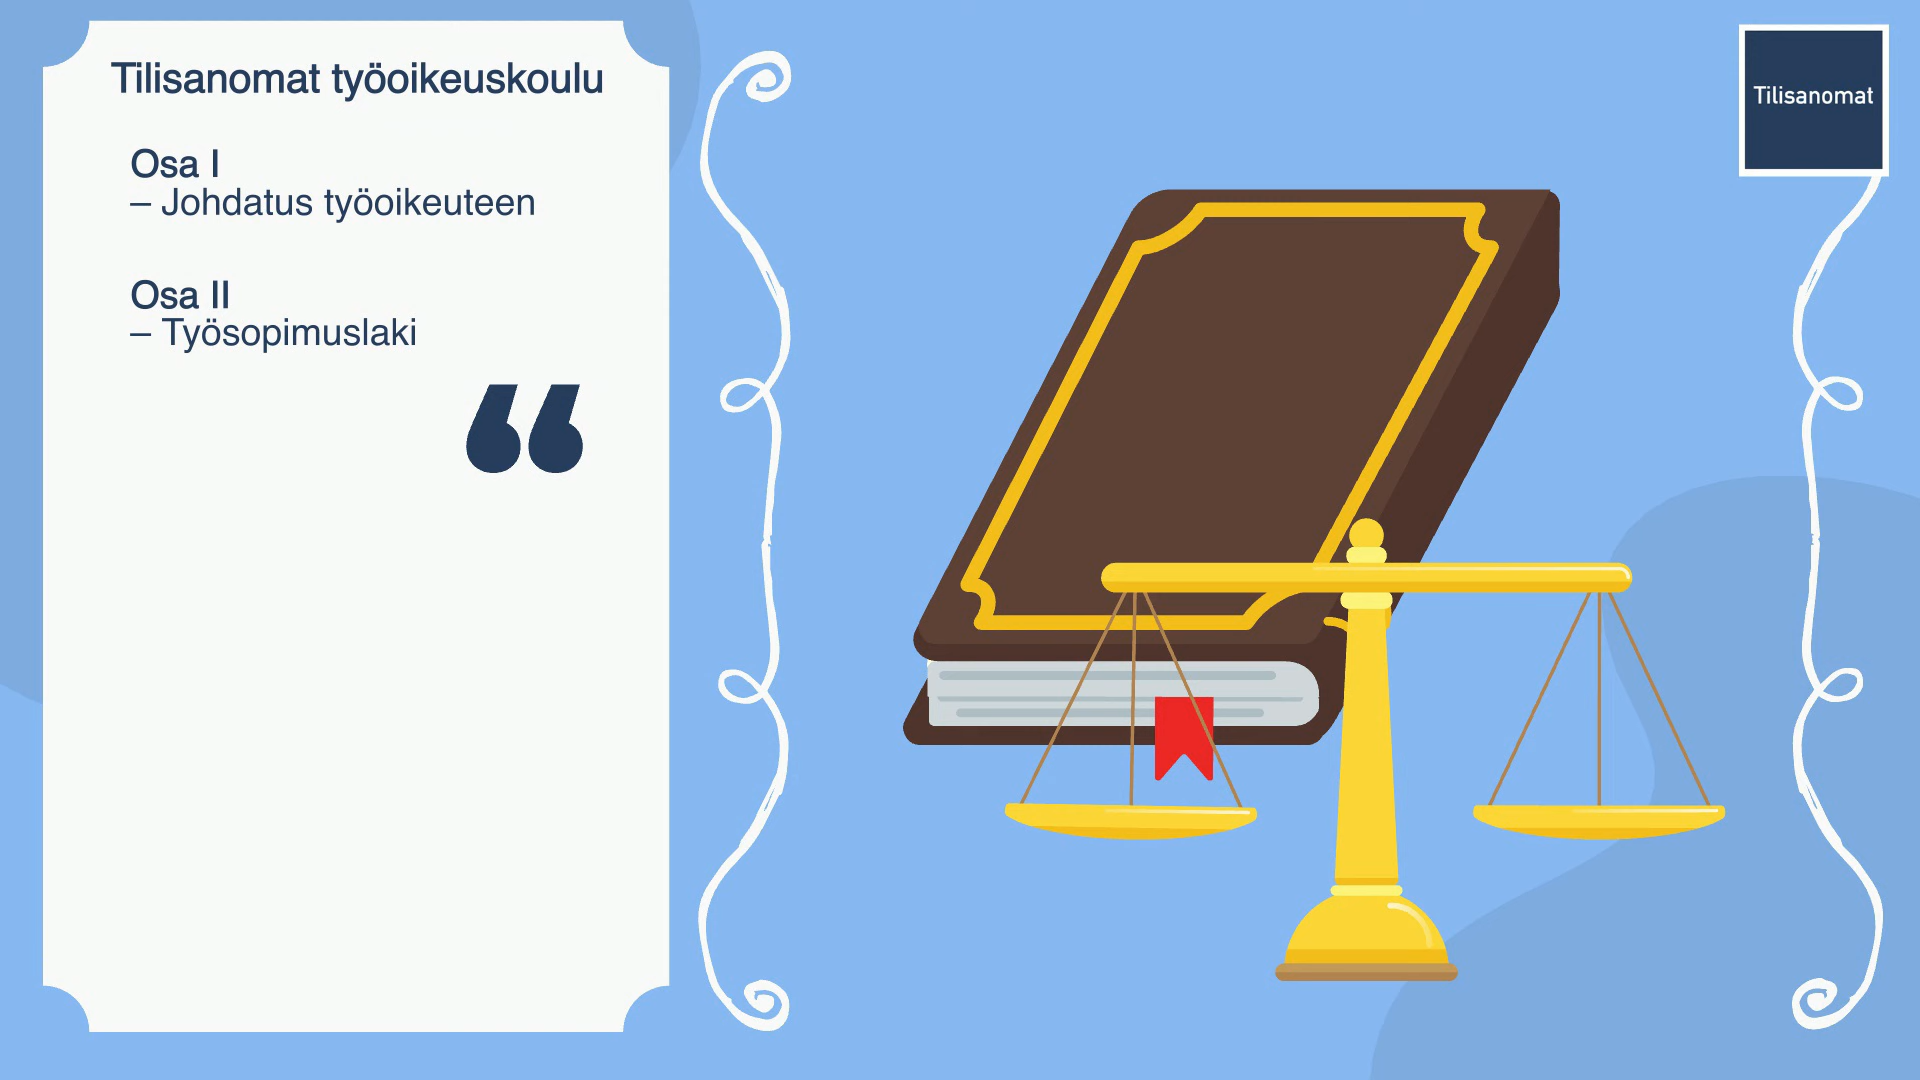 Tilisanomat työoikeuskoulu
Osa I
– Johdatus työoikeuteen
Osa II
– Työsopimuslaki
“
Tilisanomat